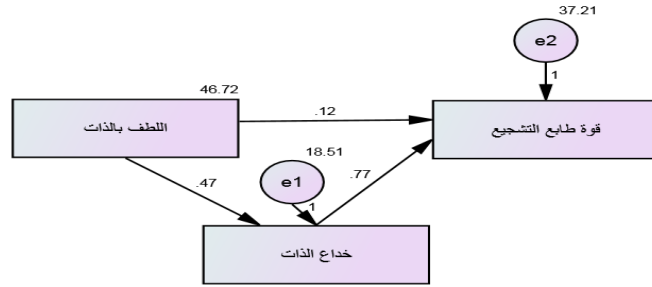 37.21
e2
1
46.72
اللطف بالذات
.12
قوة طابع التشجيع
18.51
e1
1
.47
.77
خداع الذات